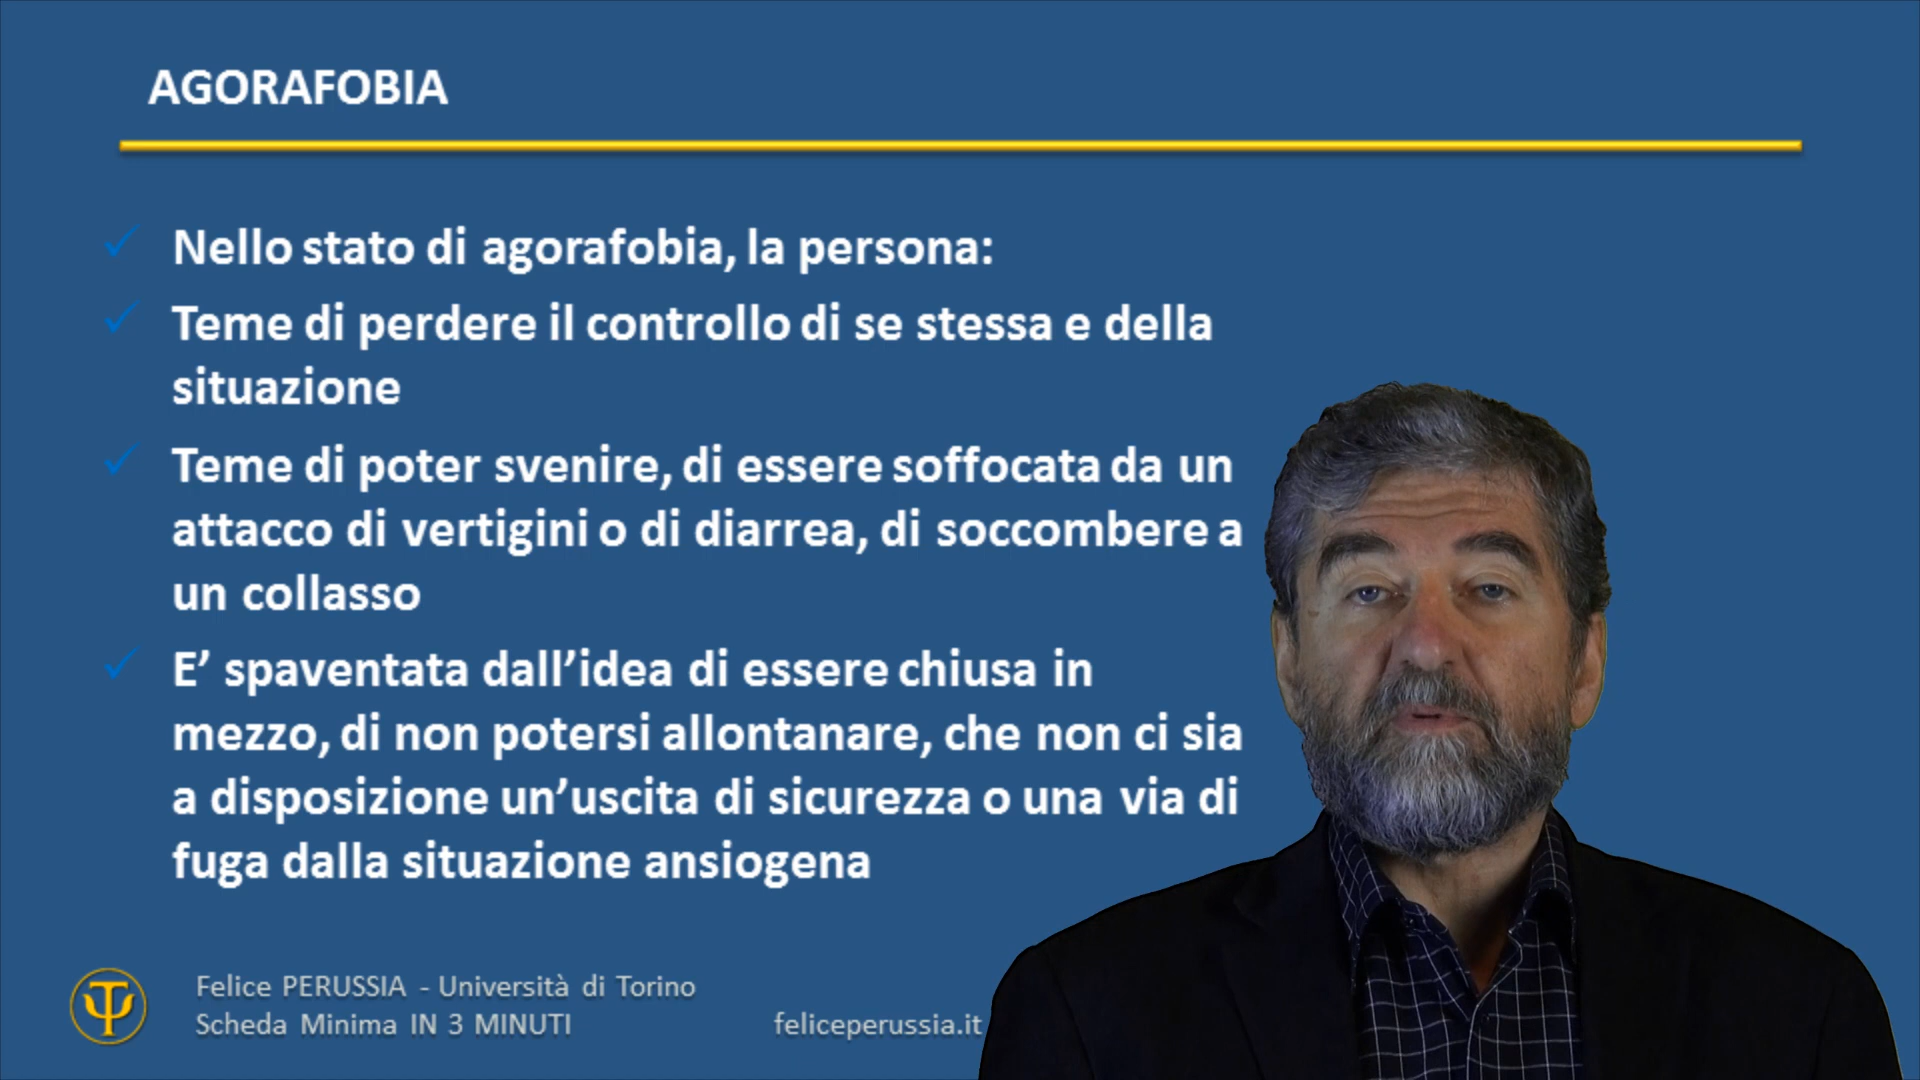 AGORAFOBIA
Nello stato di agorafobia, la persona:
Teme di perdere il controllo di se stessa e della
situazione
Teme di poter svenire, di essere soffocata da un
attacco di vertigini o di diarrea, di soccombere a
un collasso
E’ spaventata dall’idea di essere chiusa in
mezzo, di non potersi allontanare, che non ci sia
a disposizione un’uscita di sicurezza o una via di
fuga dalla situazione ansiogena
Ψ
Felice PERUSSIA - Università di Torino
Scheda Minima IN 3 MINUTI
feliceperussia.it